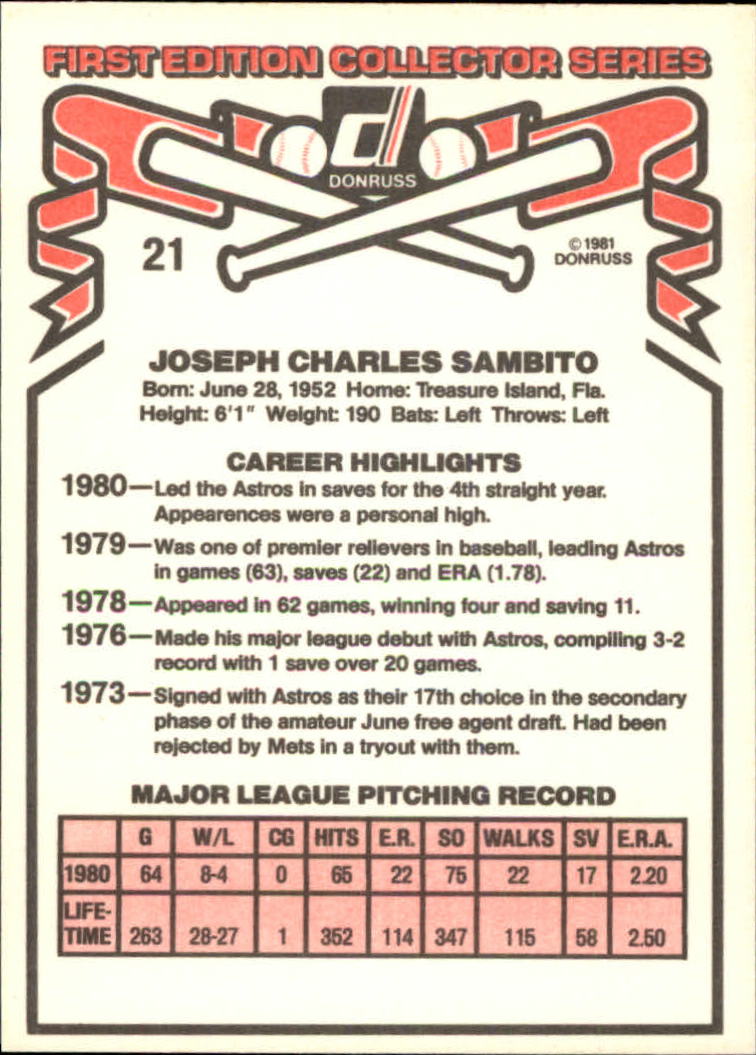 FIRST EDITION COLLECTOR SERIES
d
DONRUSS
21
© 1981
DONRUSS
JOSEPH CHARLES SAMBITO
Born: June 28, 1952 Home: Treasure Island, Fla.
Height: 6'1" Weight: 190 Bats: Left Throws: Left
CAREER HIGHLIGHTS
1980—Led the Astros in saves for the 4th straight year.
Appearences were a personal high.
1979—Was one of premier relievers in baseball, leading Astros
in games (63), saves (22) and ERA (1.78).
1978—Appeared in 62 games, winning four and saving 11.
1976—Made his major league debut with Astros, compiling 3-2
record with 1 save over 20 games.
1973—Signed with Astros as their 17th choice in the secondary
phase of the amateur June free agent draft. Had been
rejected by Mets in a tryout with them.
MAJOR LEAGUE PITCHING RECORD
G W/L CG HITS E.R. SO WALKS SV E.R.A.
1980 64 8-4 0 65 22 75 22 17 2.20
LIFE-
TIME 263 28-27 1 352 114 347 115 58 2.50